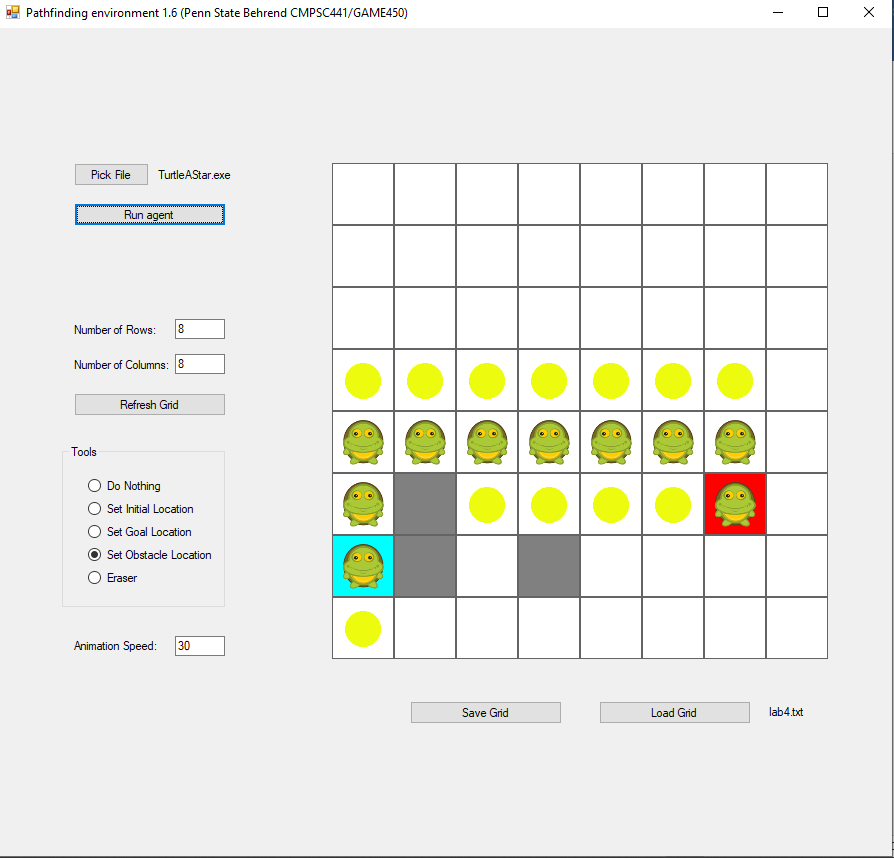 Pathfinding environment 1.6 (Penn State Behrend CMPSC441/GAME450)
Pick File TurtleAStar.exe
Run agent
Number of Rows: 8
Number of Columns: 8
Refresh Grid
Tools
Do Nothing
Set Initial Location
Set Goal Location
Set Obstacle Location
Eraser
Animation Speed: 30
Save Grid Load Grid lab4.txt